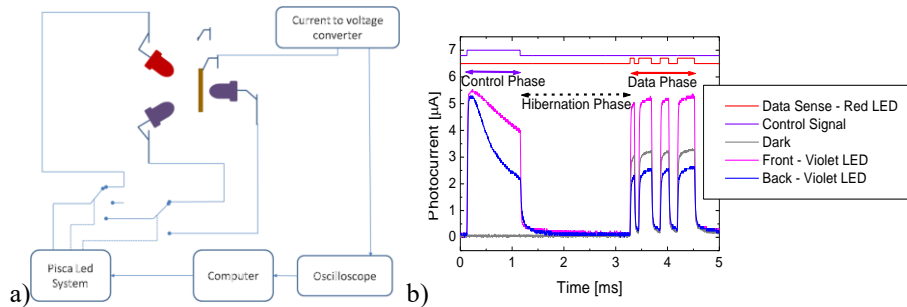 Current to voltage
converter
Pisca Led
System
Computer
Oscilloscope
a)
7
6
5
4
3
2
1
0
Photocurrent [µA]
Control Phase
Hibernation Phase
Data Phase
0 1 2 3 4 5
Time [ms]
Data Sense - Red LED
Control Signal
Dark
Front - Violet LED
Back - Violet LED
b)